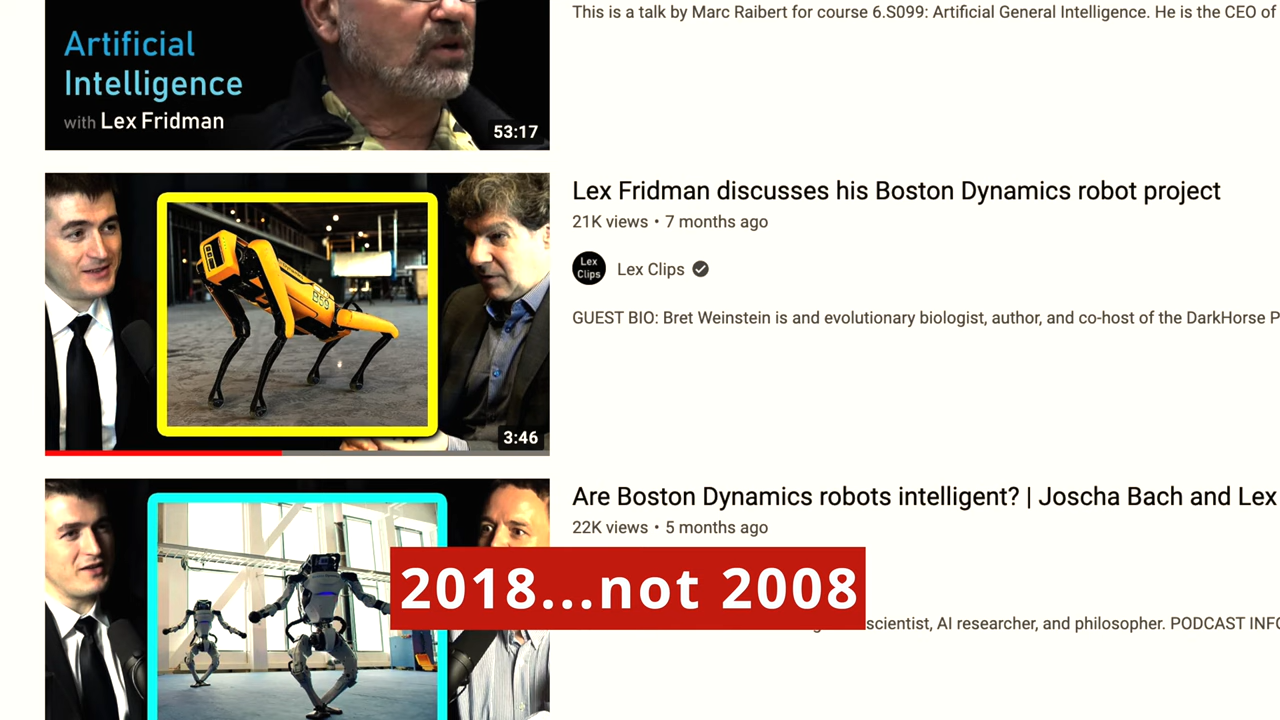 This is a talk by Marc Raibert for course 6.S099: Artificial General Intelligence. He is the CEO of
Artificial
Intelligence
with Lex Fridman
53:17
Lex Fridman discusses his Boston Dynamics robot project
21K views • 7 months ago
Lex
Clips
Lex Clips
GUEST BIO: Bret Weinstein is and evolutionary biologist, author, and co-host of the DarkHorse P
3:46
Are Boston Dynamics robots intelligent? | Joscha Bach and Lex
22K views • 5 months ago
2018...not 2008
scientist, AI researcher, and philosopher. PODCAST INFO